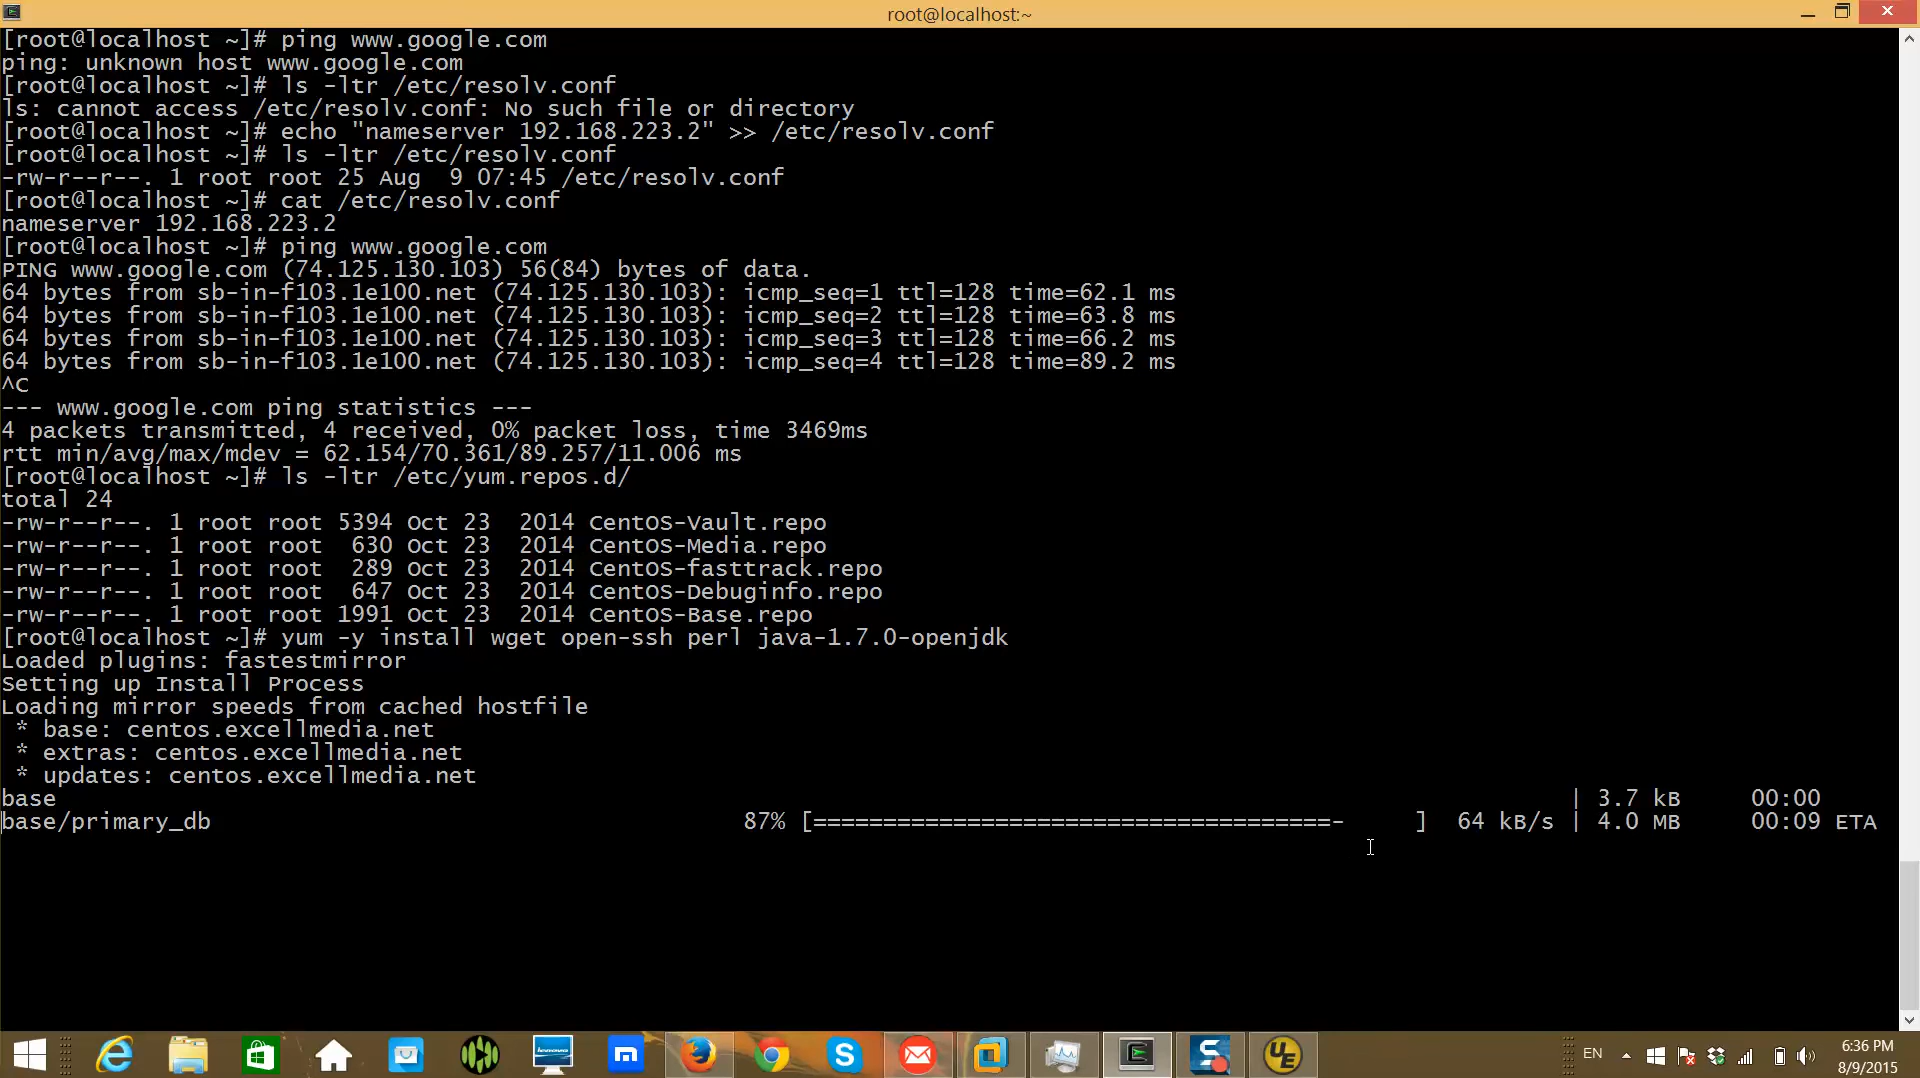 root@localhost:~
[root@localhost ~]# ping www.google.com
ping: unknown host www.google.com
[root@localhost ~]# ls -ltr /etc/resolv.conf
ls: cannot access /etc/resolv.conf: No such file or directory
[root@localhost ~]# echo "nameserver 192.168.223.2" >> /etc/resolv.conf
[root@localhost ~]# ls -ltr /etc/resolv.conf
-rw-r--r--. 1 root root 25 Aug  9 07:45 /etc/resolv.conf
[root@localhost ~]# cat /etc/resolv.conf
nameserver 192.168.223.2
[root@localhost ~]# ping www.google.com
PING www.google.com (74.125.130.103) 56(84) bytes of data.
64 bytes from sb-in-f103.1e100.net (74.125.130.103): icmp_seq=1 ttl=128 time=62.1 ms
64 bytes from sb-in-f103.1e100.net (74.125.130.103): icmp_seq=2 ttl=128 time=63.8 ms
64 bytes from sb-in-f103.1e100.net (74.125.130.103): icmp_seq=3 ttl=128 time=66.2 ms
64 bytes from sb-in-f103.1e100.net (74.125.130.103): icmp_seq=4 ttl=128 time=89.2 ms
^C
--- www.google.com ping statistics ---
4 packets transmitted, 4 received, 0% packet loss, time 3469ms
rtt min/avg/max/mdev = 62.154/70.361/89.257/11.006 ms
[root@localhost ~]# ls -ltr /etc/yum.repos.d/
total 24
-rw-r--r--. 1 root root 5394 Oct 23  2014 CentOS-Vault.repo
-rw-r--r--. 1 root root  630 Oct 23  2014 CentOS-Media.repo
-rw-r--r--. 1 root root  289 Oct 23  2014 CentOS-fasttrack.repo
-rw-r--r--. 1 root root  647 Oct 23  2014 CentOS-Debuginfo.repo
-rw-r--r--. 1 root root 1991 Oct 23  2014 CentOS-Base.repo
[root@localhost ~]# yum -y install wget open-ssh perl java-1.7.0-openjdk
Loaded plugins: fastestmirror
Setting up Install Process
Loading mirror speeds from cached hostfile
 * base: centos.excellmedia.net
 * extras: centos.excellmedia.net
 * updates: centos.excellmedia.net
base | 3.7 kB 00:00
base/primary_db 87% [=====================================- ] 64 kB/s | 4.0 MB 00:09 ETA
EN
6:36 PM
8/9/2015